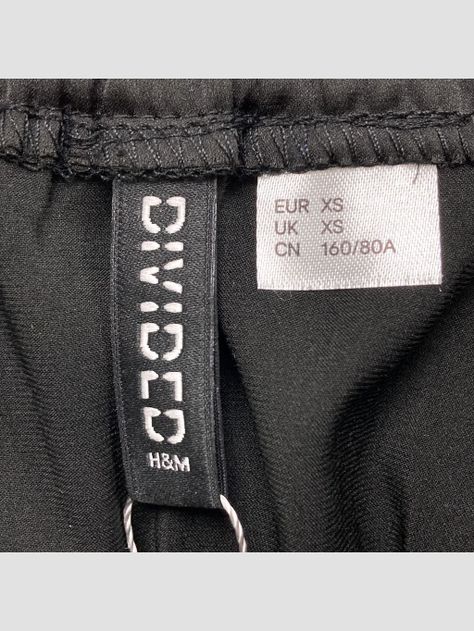 DIVIDED
H&M
EUR XS
UK XS
CN 160/80A